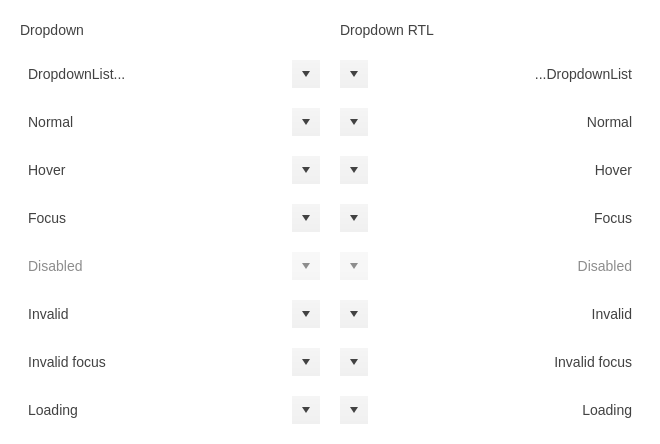 Dropdown
DropdownList...
Normal
Hover
Focus
Disabled
Invalid
Invalid focus
Loading
Dropdown RTL
...DropdownList
Normal
Hover
Focus
Disabled
Invalid
Invalid focus
Loading